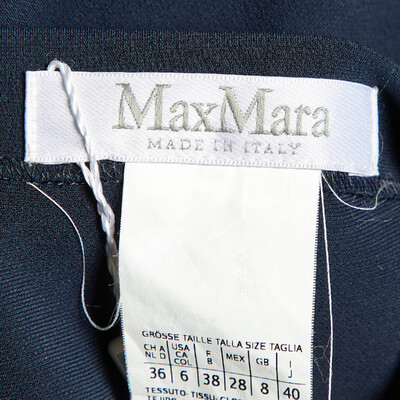 MaxMara
MADE IN ITALY
GRÖSSE TAILLE TALLA SIZE TAGLIA
CH A USA F MEX GB I
NL D CA COL B J
36 6 38 28 8 40
TESSUTO-TISSU-